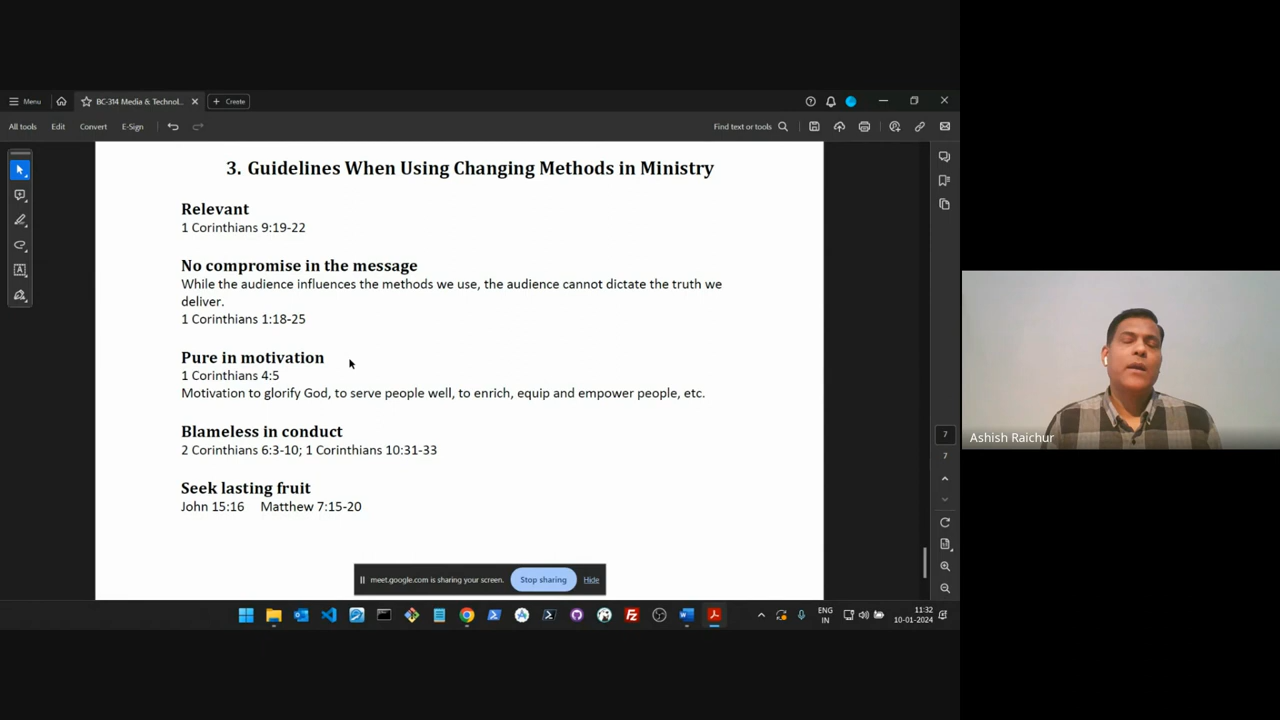 Menu
BC-314 Media & Technol...
Create
All tools
Edit
Convert
E-Sign
Find text or tools
3. Guidelines When Using Changing Methods in Ministry
Relevant
1 Corinthians 9:19-22
No compromise in the message
While the audience influences the methods we use, the audience cannot dictate the truth we
deliver.
1 Corinthians 1:18-25
Pure in motivation
1 Corinthians 4:5
Motivation to glorify God, to serve people well, to enrich, equip and empower people, etc.
Blameless in conduct
2 Corinthians 6:3-10; 1 Corinthians 10:31-33
Seek lasting fruit
John 15:16 Matthew 7:15-20
7
7
Ashish Raichur
meet.google.com is sharing your screen.
Stop sharing
Hide
ENG
IN
11:32
10-01-2024